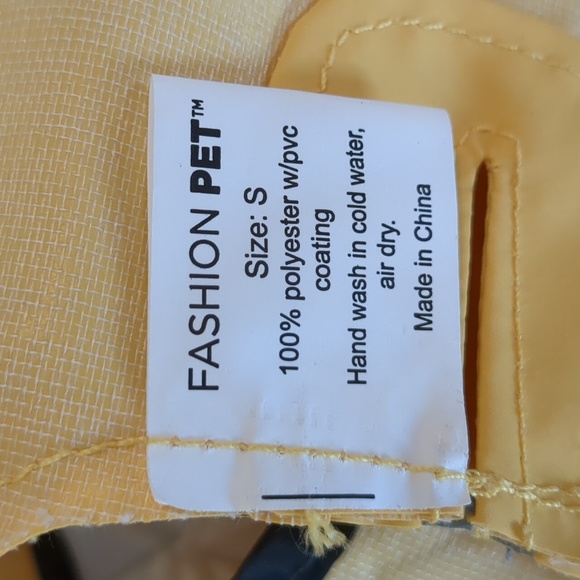 FASHION PET™
Size: S
100% polyester w/pvc
coating
Hand wash in cold water,
air dry.
Made in China